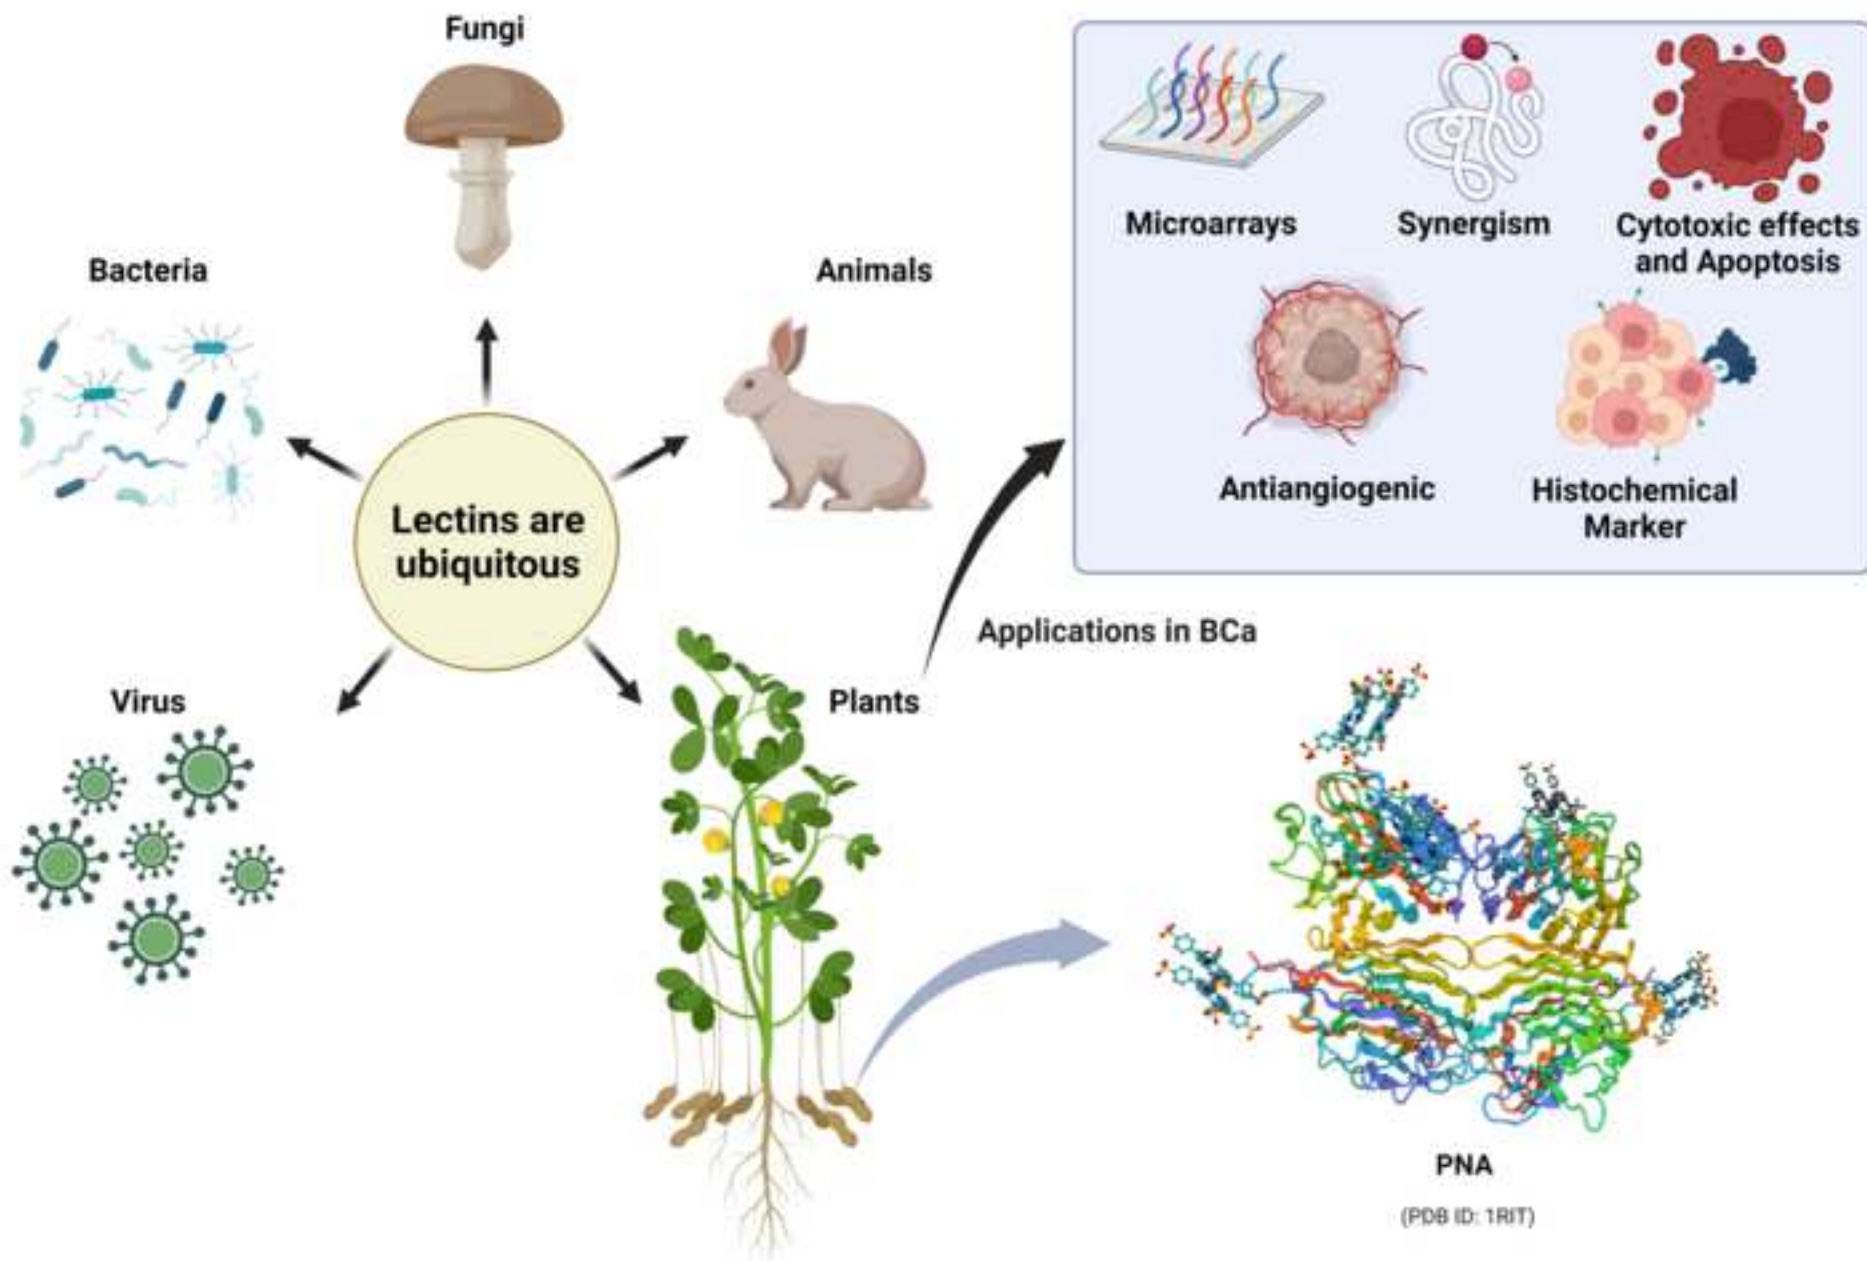 Fungi
Bacteria
Animals
Lectins are
ubiquitous
Virus
Plants
Microarrays
Synergism
Cytotoxic effects
and Apoptosis
Antiangiogenic
Histochemical
Marker
Applications in BCa
PNA
(PDB ID: 1RIT)